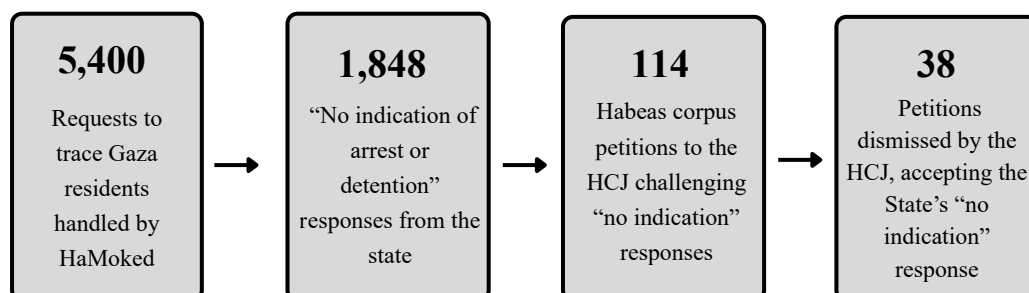 5,400
Requests to
trace Gaza
residents
handled by
HaMoked
1,848
“No indication of
arrest or
detention”
responses from the
state
114
Habeas corpus
petitions to the
HCJ challenging
“no indication”
responses
38
Petitions
dismissed by the
HCJ, accepting the
State’s “no
indication”
response